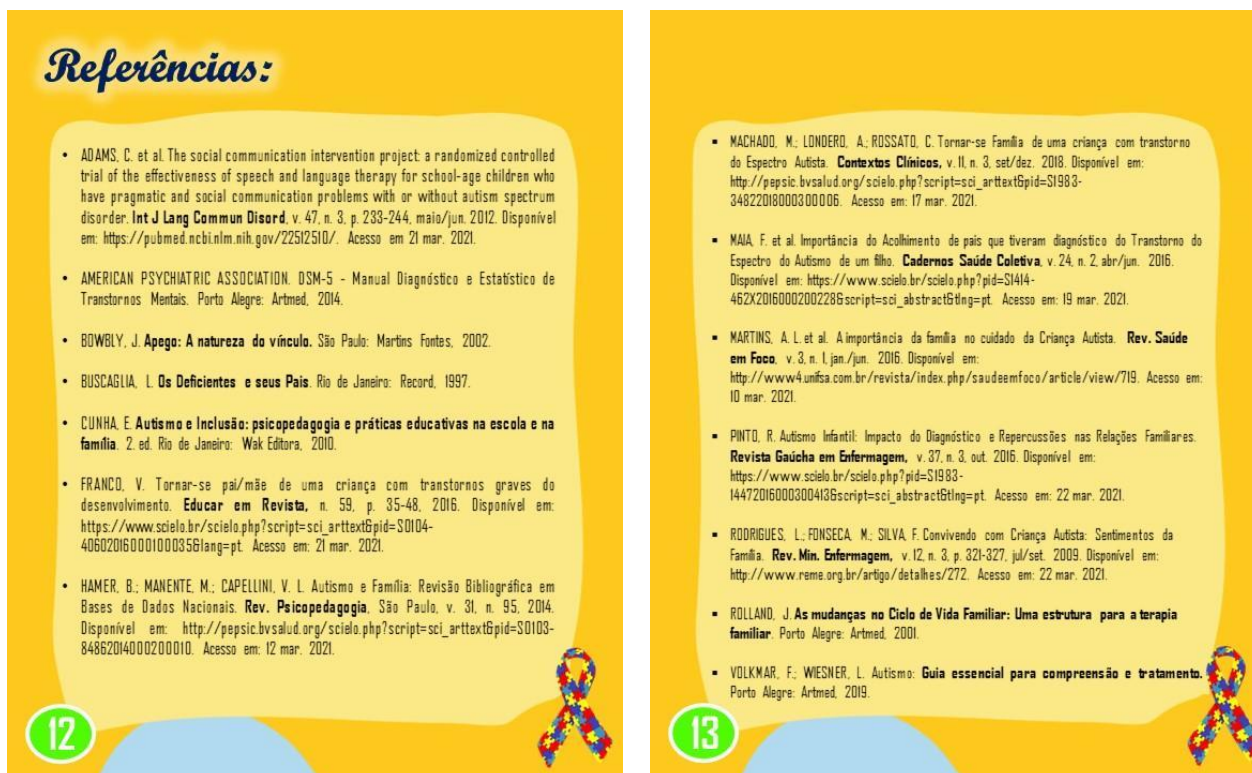 Referências:
• ADAMS, C. et al. The social communication intervention project: a randomized controlled
trial of the effectiveness of speech and language therapy for school-age children who
have pragmatic and social communication problems with or without autism spectrum
disorder. Int J Lang Commun Disord, v. 47, n. 3, p. 233-244, maio/jun. 2012. Disponível
em: https://pubmed.ncbi.nlm.nih.gov/22512510/. Acesso em 21 mar. 2021.
• AMERICAN PSYCHIATRIC ASSOCIATION. DSM-5 - Manual Diagnóstico e Estatístico de
Transtornos Mentais. Porto Alegre: Artmed, 2014.
• BOWBLY, J. Apego: A natureza do vínculo. São Paulo: Martins Fontes, 2002.
• BUSCAGLIA, L. Os Deficientes e seus Pais. Rio de Janeiro: Record, 1997.
• CUNHA, E. Autismo e Inclusão: psicopedagogia e práticas educativas na escola e na
família. 2. ed. Rio de Janeiro: Wak Editora, 2010.
• FRANCO, V. Tornar-se pai/mãe de uma criança com transtornos graves do
desenvolvimento. Educar em Revista, n. 59, p. 35-48, 2016. Disponível em:
https://www.scielo.br/scielo.php?script=sci_arttext&pid=S0104-
40602016000100035&lang=pt. Acesso em: 21 mar. 2021.
• HAMER, B.; MANENTE, M.; CAPELLINI, V. L. Autismo e Família: Revisão Bibliográfica em
Bases de Dados Nacionais. Rev. Psicopedagogia, São Paulo, v. 31, n. 95, 2014.
Disponível em: http://pepsic.bvsalud.org/scielo.php?script=sci_arttext&pid=S0103-
84862014000200010. Acesso em: 12 mar. 2021.
12
▪ MACHADO, M.; LONDERO, A.; ROSSATO, C. Tornar-se Família de uma criança com transtorno
do Espectro Autista. Contextos Clínicos, v. 11, n. 3, set/dez. 2018. Disponível em:
http://pepsic.bvsalud.org/scielo.php?script=sci_arttext&pid=S1983-
34822018000300006. Acesso em: 17 mar. 2021.
▪ MAIA, F. et al. Importância do Acolhimento de pais que tiveram diagnóstico do Transtorno do
Espectro do Autismo de um filho. Cadernos Saúde Coletiva, v. 24, n. 2, abr/jun. 2016.
Disponível em: https://www.scielo.br/scielo.php?pid=S1414-
462X2016000200228&script=sci_abstract&tlng=pt. Acesso em: 19 mar. 2021.
▪ MARTINS, A. L. et al. A importância da família no cuidado da Criança Autista. Rev. Saúde
em Foco, v. 3, n. 1, jan./jun. 2016. Disponível em:
http://www4.unifsa.com.br/revista/index.php/saudeemfoco/article/view/719. Acesso em:
10 mar. 2021.
▪ PINTO, R. Autismo Infantil: Impacto do Diagnóstico e Repercussões nas Relações Familiares.
Revista Gaúcha em Enfermagem, v. 37, n. 3, out. 2016. Disponível em:
https://www.scielo.br/scielo.php?pid=S1983-
14472016000300413&script=sci_abstract&tlng=pt. Acesso em: 22 mar. 2021.
▪ RODRIGUES, L.; FONSECA, M.; SILVA, F. Convivendo com Criança Autista: Sentimentos da
Família. Rev. Min. Enfermagem, v. 12, n. 3, p. 321-327, jul/set. 2009. Disponível em:
http://www.reme.org.br/artigo/detalhes/272. Acesso em: 22 mar. 2021.
▪ ROLLAND, J. As mudanças no Ciclo de Vida Familiar: Uma estrutura para a terapia
familiar. Porto Alegre: Artmed, 2001.
▪ VOLKMAR, F.; WIESNER, L. Autismo: Guia essencial para compreensão e tratamento.
Porto Alegre: Artmed, 2019.
13